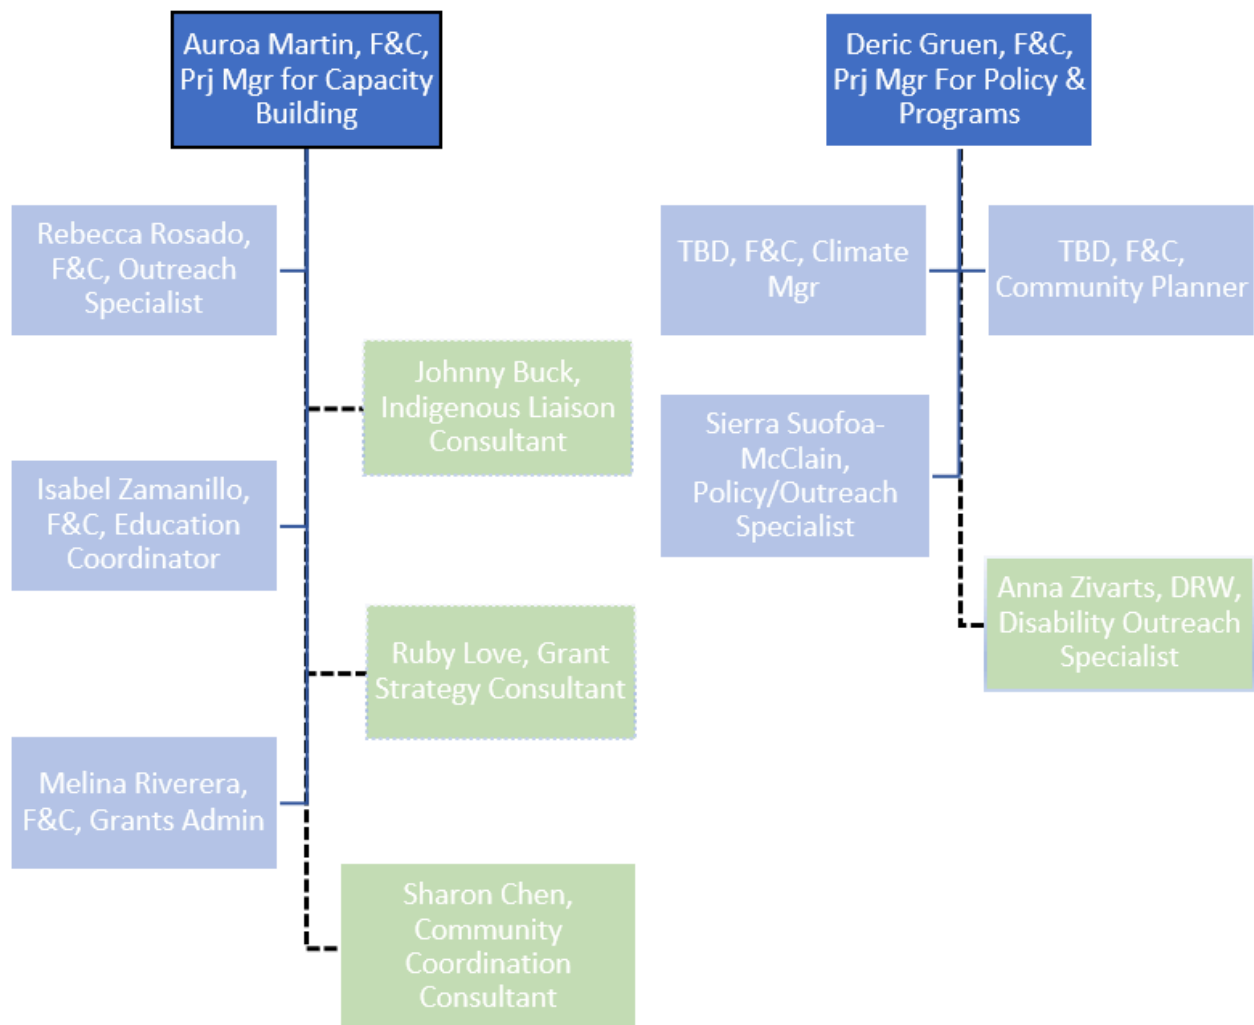 Auroa Martin, F&C,
Prj Mgr for Capacity
Building
Deric Gruen, F&C,
Prj Mgr For Policy &
Programs
Rebecca Rosado,
F&C, Outreach
Specialist
TBD, F&C, Climate
Mgr
TBD, F&C,
Community Planner
Johnny Buck,
Indigenous Liaison
Consultant
Sierra Suofoa-
McClain,
Policy/Outreach
Specialist
Isabel Zamanillo,
F&C, Education
Coordinator
Anna Zivarts, DRW,
Disability Outreach
Specialist
Ruby Love, Grant
Strategy Consultant
Melina Riverera,
F&C, Grants Admin
Sharon Chen,
Community
Coordination
Consultant